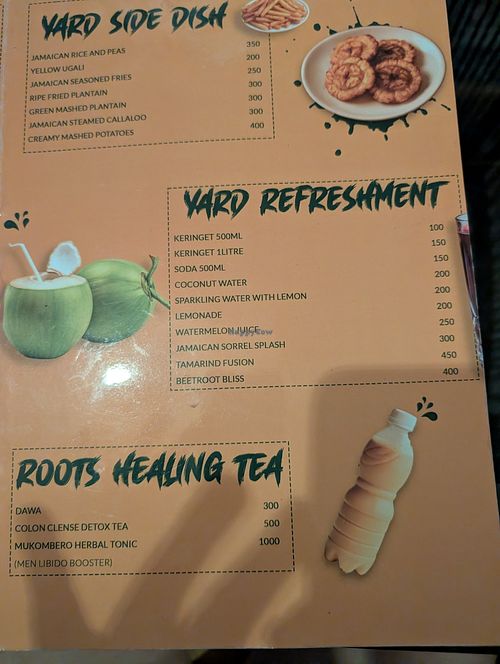 YARD SIDE DISH
JAMAICAN RICE AND PEAS 350
YELLOW UGALI 200
JAMAICAN SEASONED FRIES 250
RIPE FRIED PLANTAIN 300
GREEN MASHED PLANTAIN 300
JAMAICAN STEAMED CALLALOO 300
CREAMY MASHED POTATOES 400
YARD REFRESHMENT
KERINGET 500ML 100
KERINGET 1LITRE 150
SODA 500ML 150
COCONUT WATER 200
SPARKLING WATER WITH LEMON 200
LEMONADE 200
WATERMELON JUICE 250
JAMAICAN SORREL SPLASH 300
TAMARIND FUSION 450
BEETROOT BLISS 400
HappyCow
ROOTS HEALING TEA
DAWA 300
COLON CLENSE DETOX TEA 500
MUKOMBERO HERBAL TONIC 1000
(MEN LIBIDO BOOSTER)